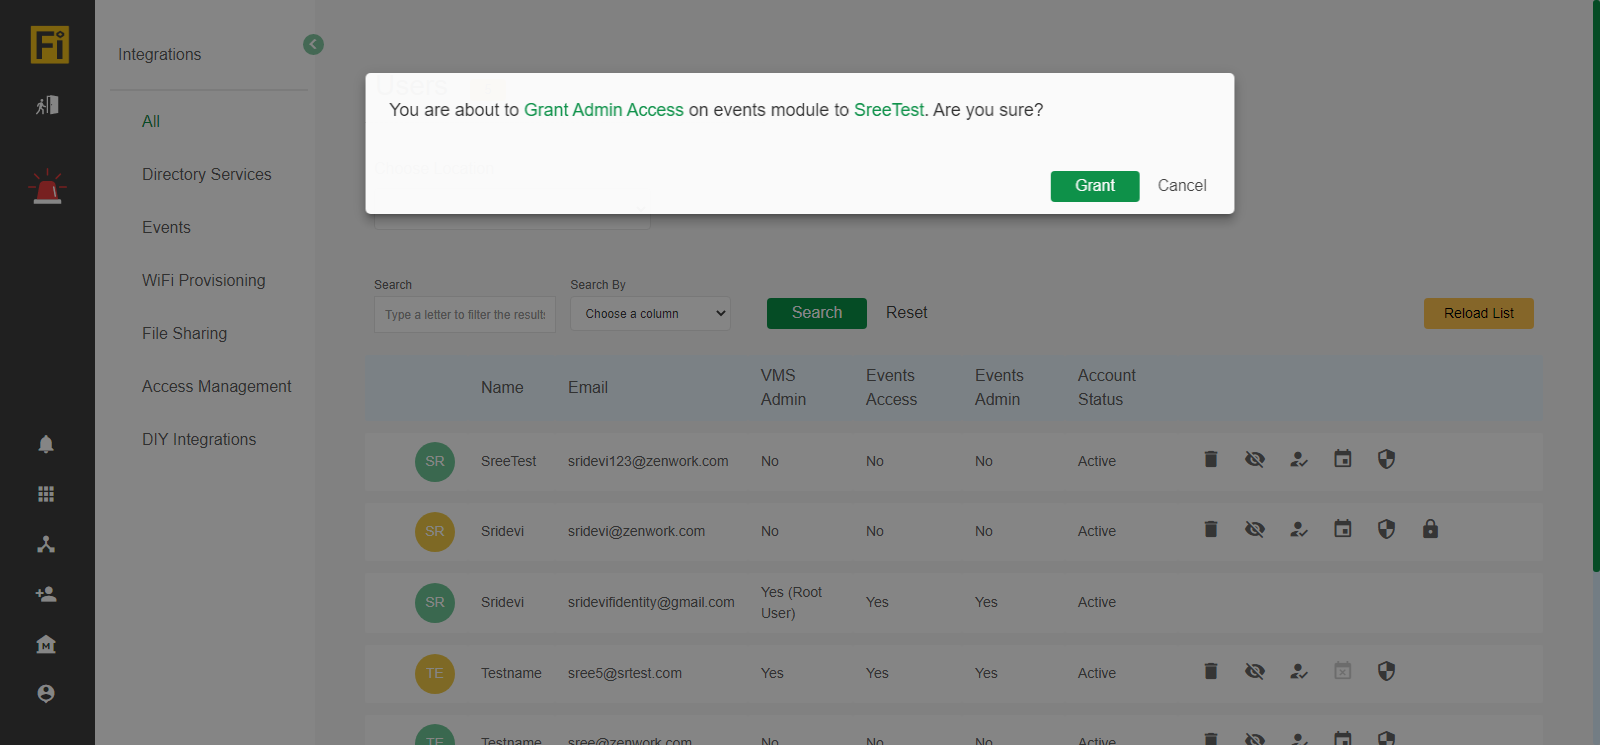 Fi
Integrations
All
Directory Services
Events
WiFi Provisioning
File Sharing
Access Management
DIY Integrations
M
Users
You are about to Grant Admin Access on events module to SreeTest. Are you sure?
Grant Cancel
Search
Type a letter to filter the results
Search By
Choose a column
Search
Reset
Reload List
Name Email VMS Admin Events Access Events Admin Account Status
SR SreeTest sridevi123@zenwork.com No No No Active
SR Sridevi sridevi@zenwork.com No No No Active
SR Sridevi sridevifidentity@gmail.com Yes (Root User) Yes Yes Active
TE Testname sree5@srtest.com Yes Yes Yes Active
TE Testname sree@zenwork.com No No No Active